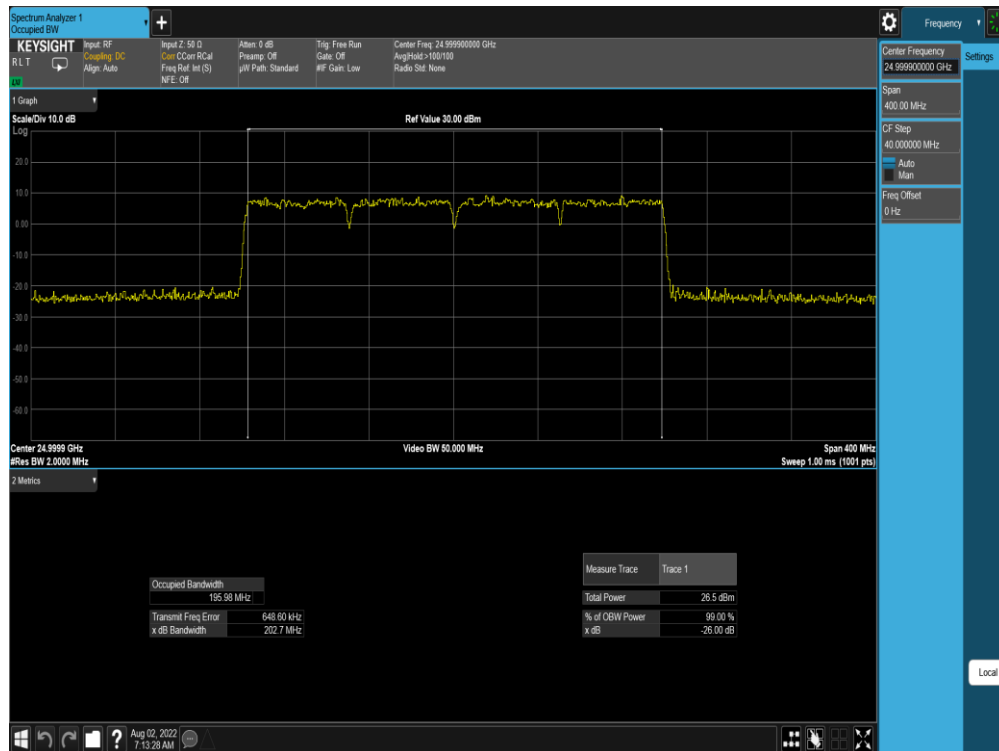 Spectrum Analyzer 1
Occupied BW
Frequency
KEYSIGHT
R L T
Input: RF
Coupling: DC
Align: Auto
Input Z: 50 Ω
Corr CCorr RCal
Freq Ref: Int (S)
NFE: Off
Atten: 0 dB
Preamp: Off
µW Path: Standard
Trig: Free Run
Gate: Off
#IF Gain: Low
Center Freq: 24.999900000 GHz
Avg|Hold:>100/100
Radio Std: None
Center Frequency
24.999900000 GHz
Settings
Span
400.00 MHz
CF Step
40.000000 MHz
Auto
Man
Freq Offset
0 Hz
1 Graph
Scale/Div 10.0 dB
Ref Value 30.00 dBm
Log
20.0
10.0
0.00
-10.0
-20.0
-30.0
-40.0
-50.0
-60.0
Center 24.9999 GHz
Video BW 50.000 MHz
Span 400 MHz
#Res BW 2.0000 MHz
Sweep 1.00 ms (1001 pts)
2 Metrics
Measure Trace
Trace 1
Occupied Bandwidth
195.98 MHz
Total Power
26.5 dBm
Transmit Freq Error
648.60 kHz
% of OBW Power
99.00 %
x dB Bandwidth
202.7 MHz
x dB
-26.00 dB
Local
Aug 02, 2022
7:13:28 AM